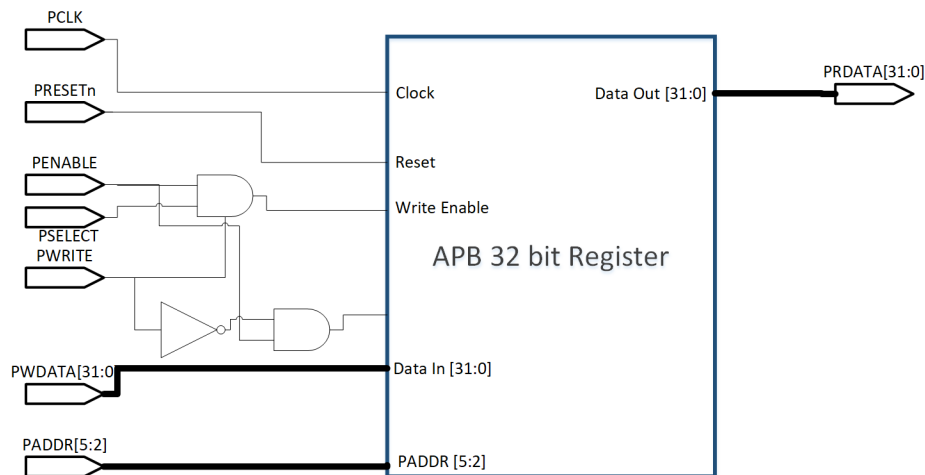 PCLK
PRESETn
PENABLE
PSELECT
PWRITE
PWDATA[31:0
PADDR[5:2]
Clock
Reset
Write Enable
APB 32 bit Register
Data In [31:0]
PADDR [5:2]
Data Out [31:0]
PRDATA[31:0]